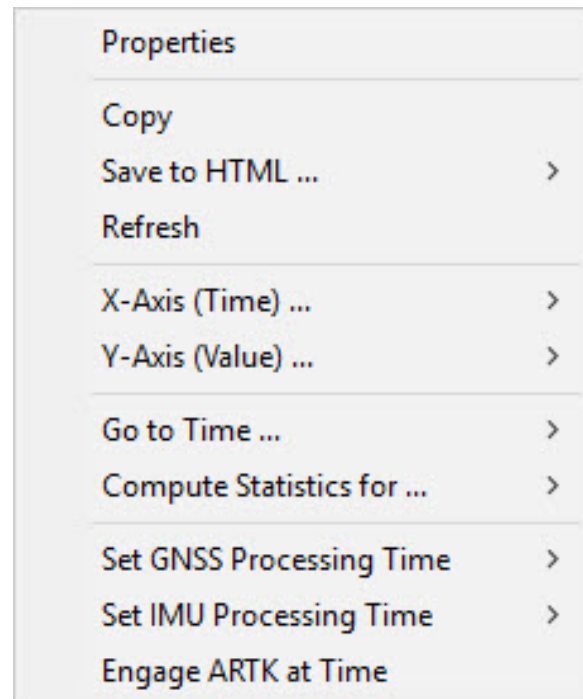 Properties
Copy
Save to HTML ...
Refresh
X-Axis (Time) ...
Y-Axis (Value) ...
Go to Time ...
Compute Statistics for ...
Set GNSS Processing Time
Set IMU Processing Time
Engage ARTK at Time